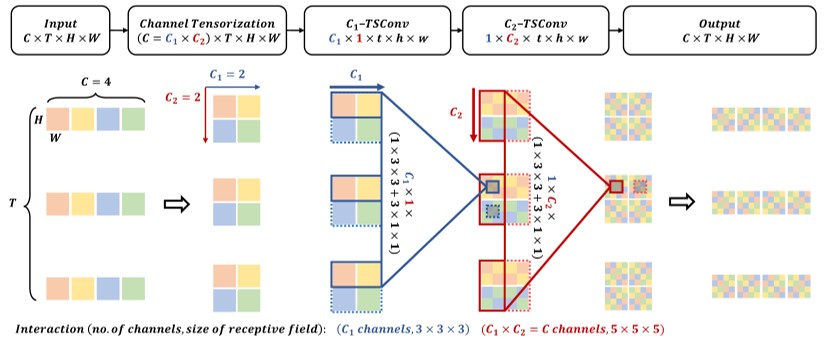 Input
C × T × H × W
Channel Tensorization
(C = C₁ × C₂) × T × H × W
C₁-TSConv
C₁ × 1 × t × h × w
C₂-TSConv
1 × C₂ × t × h × w
Output
C × T × H × W
C = 4
H
W
T
C₁ = 2
C₂ = 2
C₁
C₁ × 1 ×
(1 × 3 × 3 + 3 × 1 × 1)
C₂
1 × C₂ ×
(1 × 3 × 3 + 3 × 1 × 1)
Interaction (no. of channels, size of receptive field): (C₁ channels, 3 × 3 × 3) (C₁ × C₂ = C channels, 5 × 5 × 5)